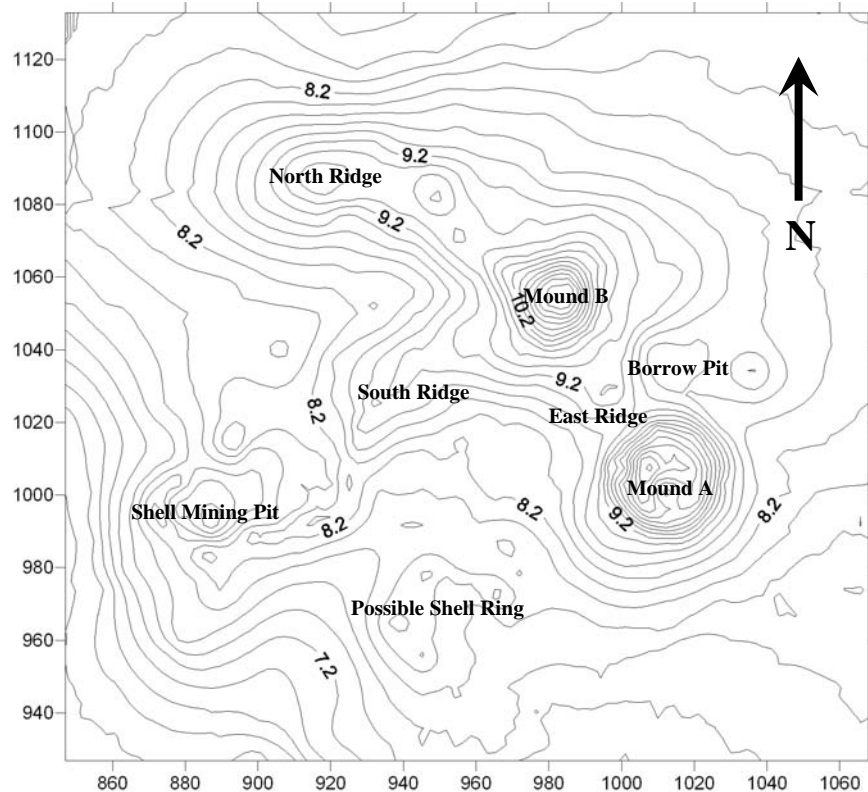 1120
1100
1080
1060
1040
1020
1000
980
960
940
860 880 900 920 940 960 980 1000 1020 1040 1060
N
8.2
9.2
North Ridge
9.2
8.2
10.2
Mound B
Borrow Pit
9.2
South Ridge
East Ridge
8.2
Mound A
9.2
8.2
8.2
Shell Mining Pit
8.2
Possible Shell Ring
7.2